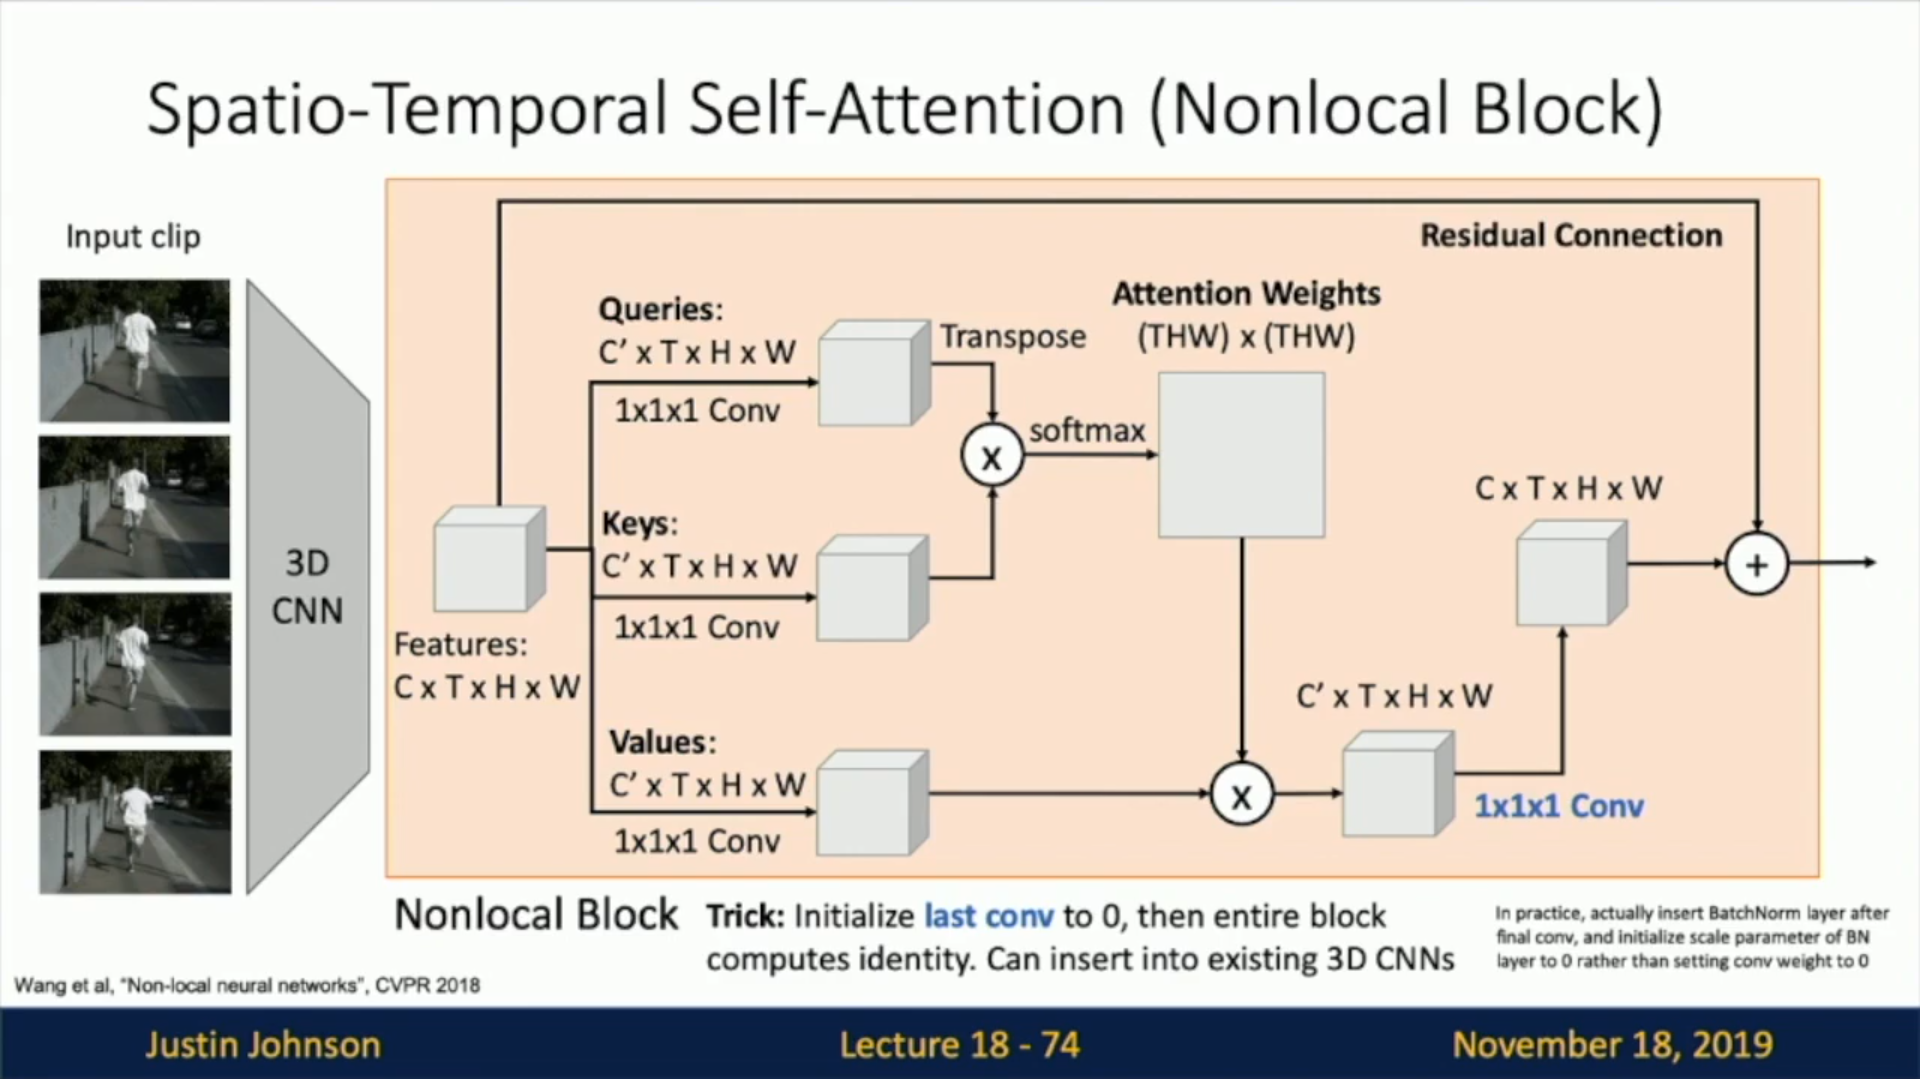 Spatio-Temporal Self-Attention (Nonlocal Block)
Input clip
3D
CNN
Features:
C x T x H x W
Queries:
C′ x T x H x W
1x1x1 Conv
Keys:
C′ x T x H x W
1x1x1 Conv
Values:
C′ x T x H x W
1x1x1 Conv
Transpose
x
softmax
Attention Weights
(THW) x (THW)
Residual Connection
x
C′ x T x H x W
1x1x1 Conv
C x T x H x W
+
Nonlocal Block
Trick: Initialize last conv to 0, then entire block
computes identity. Can insert into existing 3D CNNs
In practice, actually insert BatchNorm layer after
final conv, and initialize scale parameter of BN
layer to 0 rather than setting conv weight to 0
Wang et al, "Non-local neural networks", CVPR 2018
Justin Johnson
Lecture 18 - 74
November 18, 2019